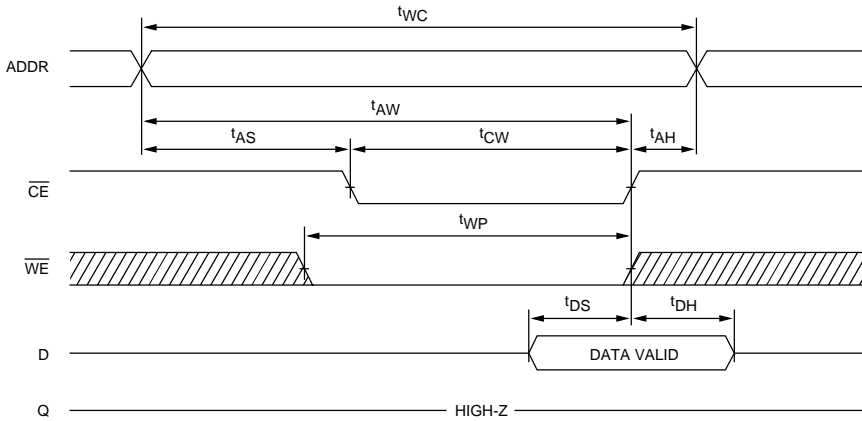 tWC
ADDR
tAW
tAS tCW tAH
CE
tWP
WE
tDS tDH
D DATA VALID
Q HIGH-Z